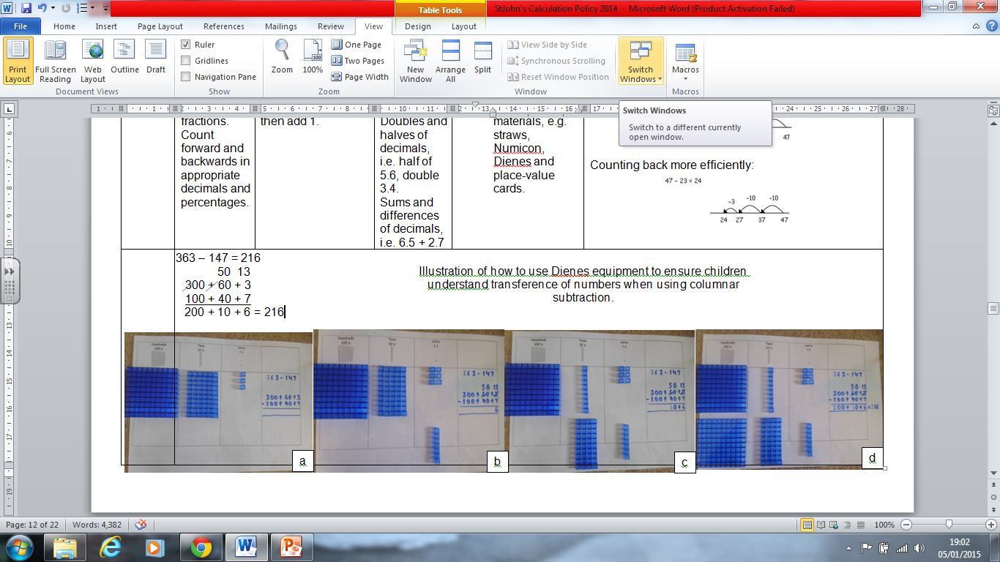 StJohn's Calculation Policy 2014 - Microsoft Word (Product Activation Failed)
Table Tools
File Home Insert Page Layout References Mailings Review View Design Layout
Print Layout
Full Screen Reading
Web Layout
Outline
Draft
Document Views
Ruler
Gridlines
Navigation Pane
Show
Zoom
100%
One Page
Two Pages
Page Width
Zoom
New Window
Arrange All
Split
View Side by Side
Synchronous Scrolling
Reset Window Position
Window
Switch Windows
Macros
Macros
Switch Windows
Switch to a different currently
open window.
fractions.
Count
forward and
backwards in
appropriate
decimals and
percentages.
then add 1.
Doubles and
halves of
decimals,
i.e. half of
5.6, double
3.4.
Sums and
differences
of decimals,
i.e. 6.5 + 2.7
materials, e.g.
straws,
Numicon,
Dienes and
place-value
cards.
47
Counting back more efficiently:
47 – 23 = 24
-3 -10 -10
24 27 37 47
363 – 147 = 216
50 13
300 + 60 + 3
100 + 40 + 7
200 + 10 + 6 = 216
Illustration of how to use Dienes equipment to ensure children
understand transference of numbers when using columnar
subtraction.
Hundreds Tens Units
100's 10's 1's
363-147
300+60+3
-100+40+7
a
Hundreds Tens Units
100's 10's 1's
363-147
50 13
300+60+3
-100+40+7
6
b
Hundreds Tens Units
100's 10's 1's
363-147
50 13
300+60+3
-100+40+7
10+6
c
Hundreds Tens Units
100's 10's 1's
363-147
50 13
300+60+3
-100+40+7
200+10+6=216
d
Page: 12 of 22 Words: 4,382 100%
19:02
05/01/2015